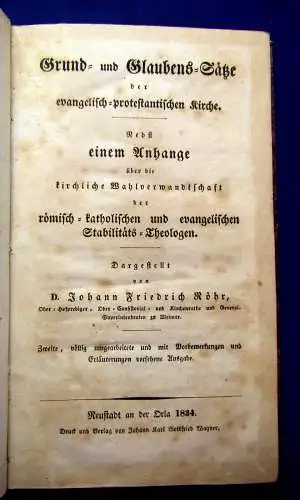 Grund- und Glaubens-Sätze
der
evangelisch-protestantischen Kirche.
Nebst
einem Anhange
über die
kirchliche Wahlverwandtschaft
der
römisch-katholischen und evangelischen
Stabilitäts-Theologen.
Dargestellt
von
D. Johann Friedrich Röhr,
Ober-Hofprediger, Ober-Consistorial- und Kirchenrathe und General-
Superintendenten zu Weimar.
Zweite, völlig umgearbeitete und mit Vorbemerkungen und
Erläuterungen versehene Ausgabe.
Neustadt an der Orla 1834.
Druck und Verlag von Johann Karl Gottfried Wagner.